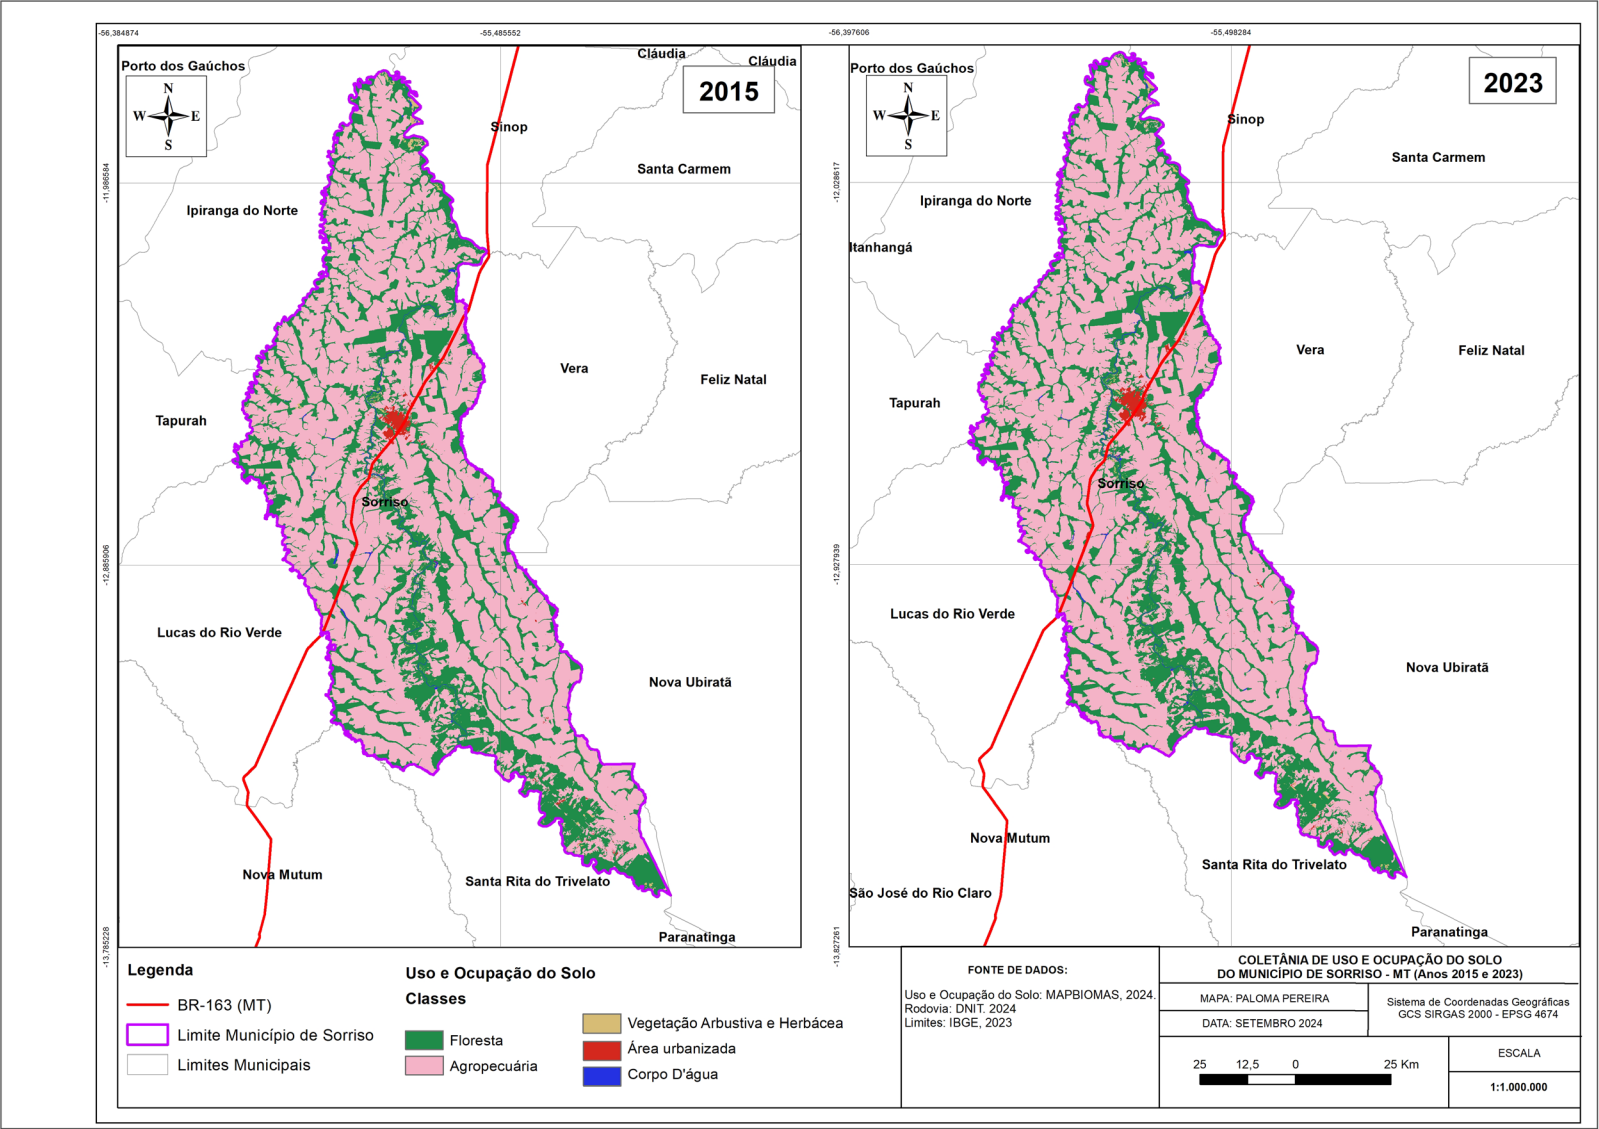 -56,384874
-55,485552
-56,397606
-55,498284
Porto dos Gaúchos
Cláudia
Cláudia
2015
N
W
E
S
Sinop
Santa Carmem
-11,986584
Ipiranga do Norte
Vera
Feliz Natal
Tapurah
Sorriso
-12,885906
Lucas do Rio Verde
Nova Ubiratã
Nova Mutum
Santa Rita do Trivelato
Paranatinga
-13,785228
Porto dos Gaúchos
2023
N
W
E
S
Sinop
Santa Carmem
-12,028617
Ipiranga do Norte
Itanhangá
Vera
Feliz Natal
Tapurah
Sorriso
-12,927939
Lucas do Rio Verde
Nova Ubiratã
Nova Mutum
Santa Rita do Trivelato
São José do Rio Claro
Paranatinga
-13,827261
Legenda
BR-163 (MT)
Limite Município de Sorriso
Limites Municipais
Uso e Ocupação do Solo
Classes
Floresta
Agropecuária
Vegetação Arbustiva e Herbácea
Área urbanizada
Corpo D'água
FONTE DE DADOS:
Uso e Ocupação do Solo: MAPBIOMAS, 2024.
Rodovia: DNIT. 2024
Limites: IBGE, 2023
COLETÂNIA DE USO E OCUPAÇÃO DO SOLO
DO MUNICÍPIO DE SORRISO - MT (Anos 2015 e 2023)
MAPA: PALOMA PEREIRA
DATA: SETEMBRO 2024
Sistema de Coordenadas Geográficas
GCS SIRGAS 2000 - EPSG 4674
25 12,5 0 25 Km
ESCALA
1:1.000.000